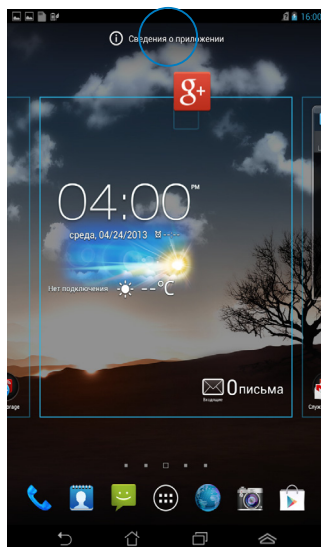 16:00
Сведения о приложении
g+
04:00 PM
среда, 04/24/2013
Нет подключения
--°C
0 письма
Входящие